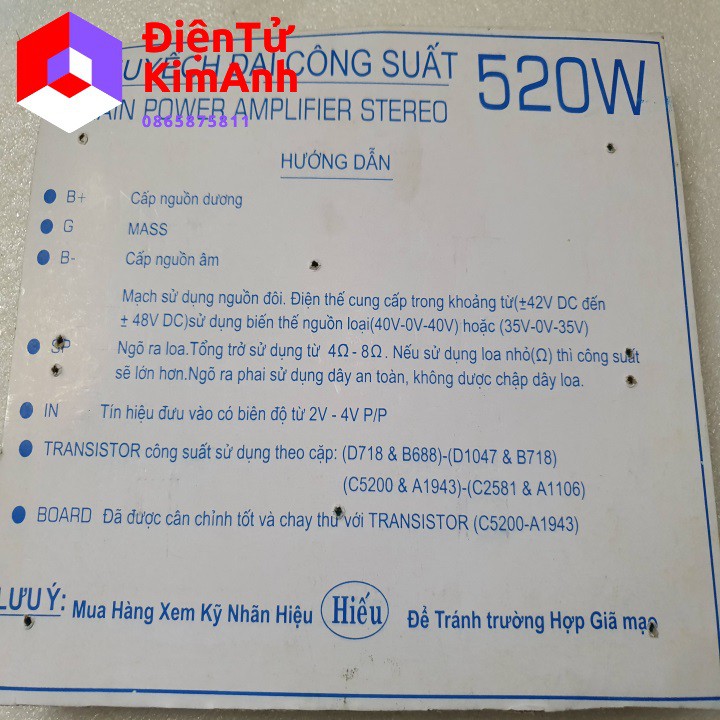 ĐiệnTử
KimAnh
0865875811
ĐẠI CÔNG SUẤT 520W
POWER AMPLIFIER STEREO
HƯỚNG DẪN
B+ Cấp nguồn dương
G MASS
B- Cấp nguồn âm
Mạch sử dụng nguồn đôi. Điện thế cung cấp trong khoảng từ(±42V DC đến
± 48V DC)sử dụng biến thế nguồn loại(40V-0V-40V) hoặc (35V-0V-35V)
SP Ngõ ra loa.Tổng trở sử dụng từ 4Ω - 8Ω. Nếu sử dụng loa nhỏ(Ω) thì công suất
sẽ lớn hơn.Ngõ ra phai sử dụng dây an toàn, không dược chập dây loa.
IN Tín hiệu đưu vào có biên độ từ 2V - 4V P/P
TRANSISTOR công suất sử dụng theo cặp: (D718 & B688)-(D1047 & B718)
(C5200 & A1943)-(C2581 & A1106)
BOARD Đã được cân chỉnh tốt và chay thử với TRANSISTOR (C5200-A1943)
LƯU Ý: Mua Hàng Xem Kỹ Nhãn Hiệu Hiếu Để Tránh trường Hợp Giã mạo